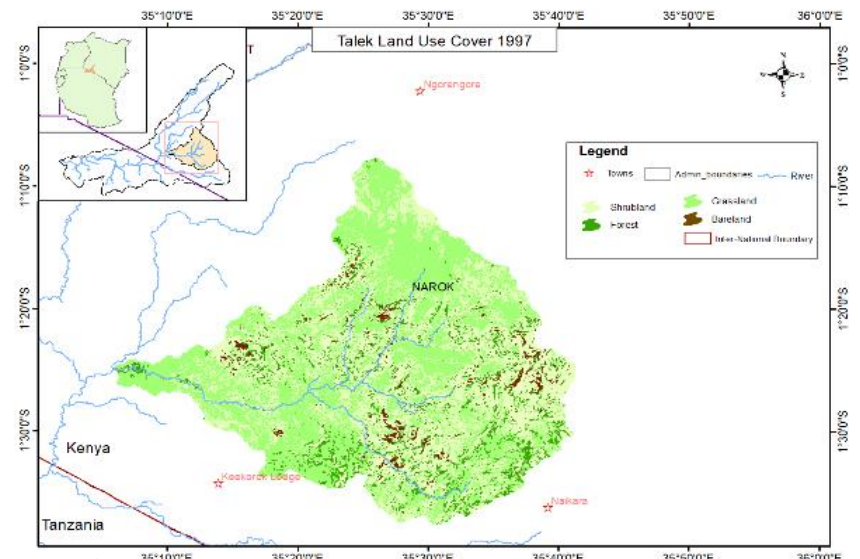 35°10'0"E 35°20'0"E 35°30'0"E 35°40'0"E 35°50'0"E 36°0'0"E
Talek Land Use Cover 1997
T
N
S
1°0'0"S 1°0'0"S
Ngorengore
Legend
Towns Admin_boundaries River
Shrubland Grassland
Forest Bareland
Inter-National Boundary
1°10'0"S 1°10'0"S
NAROK
1°20'0"S 1°20'0"S
1°30'0"S 1°30'0"S
Kenya
Keekorok Lodge
Naikara
Tanzania
35°10'0"E 35°20'0"E 35°30'0"E 35°40'0"E 35°50'0"E 36°0'0"E